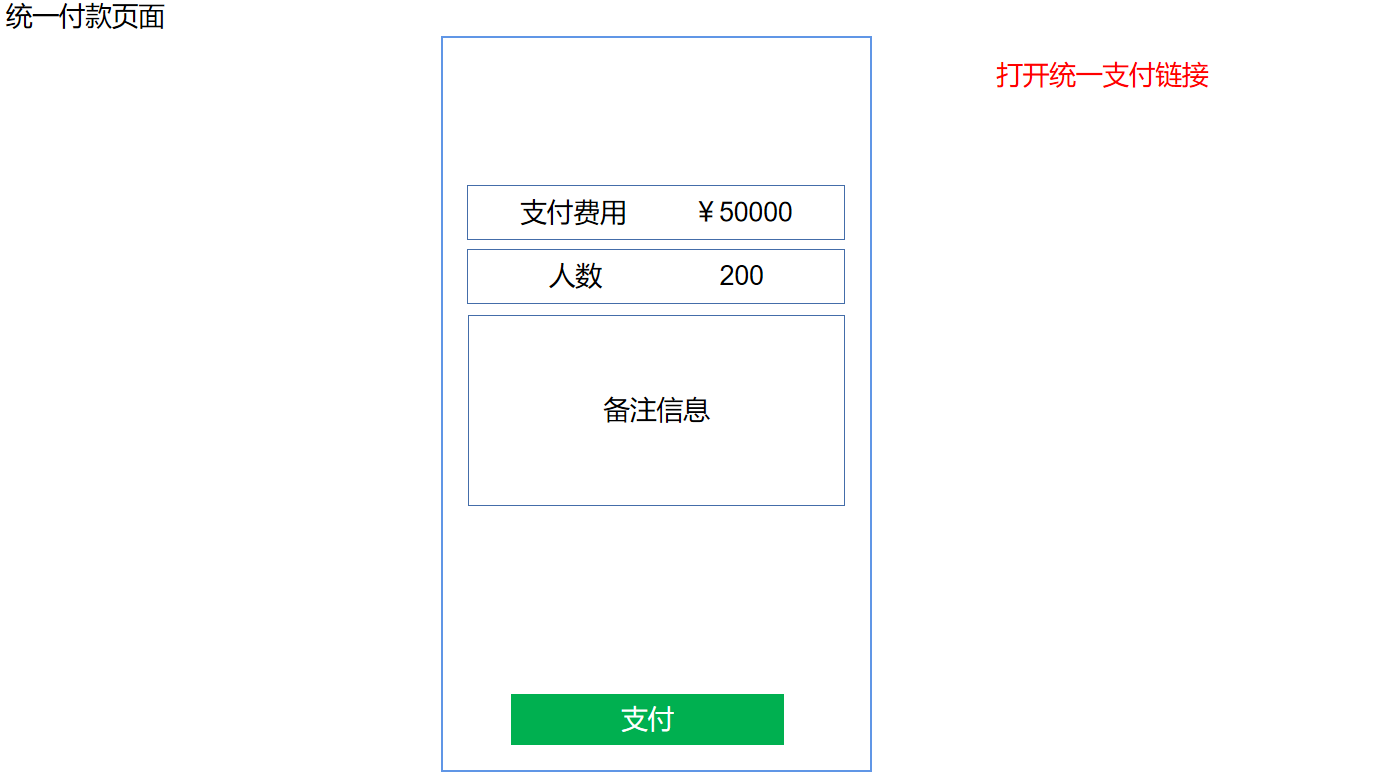 统一付款页面
打开统一支付链接
支付费用 ￥50000
人数 200
备注信息
支付